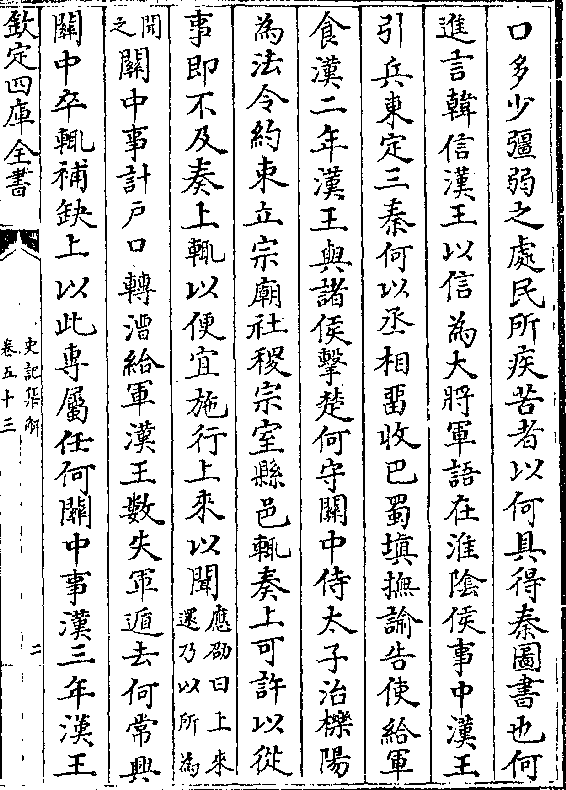 口多少彊弱之處民所疾苦者以何具得秦圖書也何
進言韓信漢王以信為大將軍語在淮陰侯事中漢王
引兵東定三秦何以丞相留收巴蜀填撫諭告使給軍
食漢二年漢王與諸侯擊楚何守關中侍太子治櫟陽
為法令約束立宗廟社稷宗室縣邑輒奏上可許以從
事即不及奏上輒以便宜施行上來以聞應劭曰上來還乃以所為
聞之關中事計戶口轉漕給軍漢王數失軍遁去何常興
關中卒輒補缺上以此專屬任何關中事漢三年漢王
欽定四庫全書
史記集解
卷五十三
二